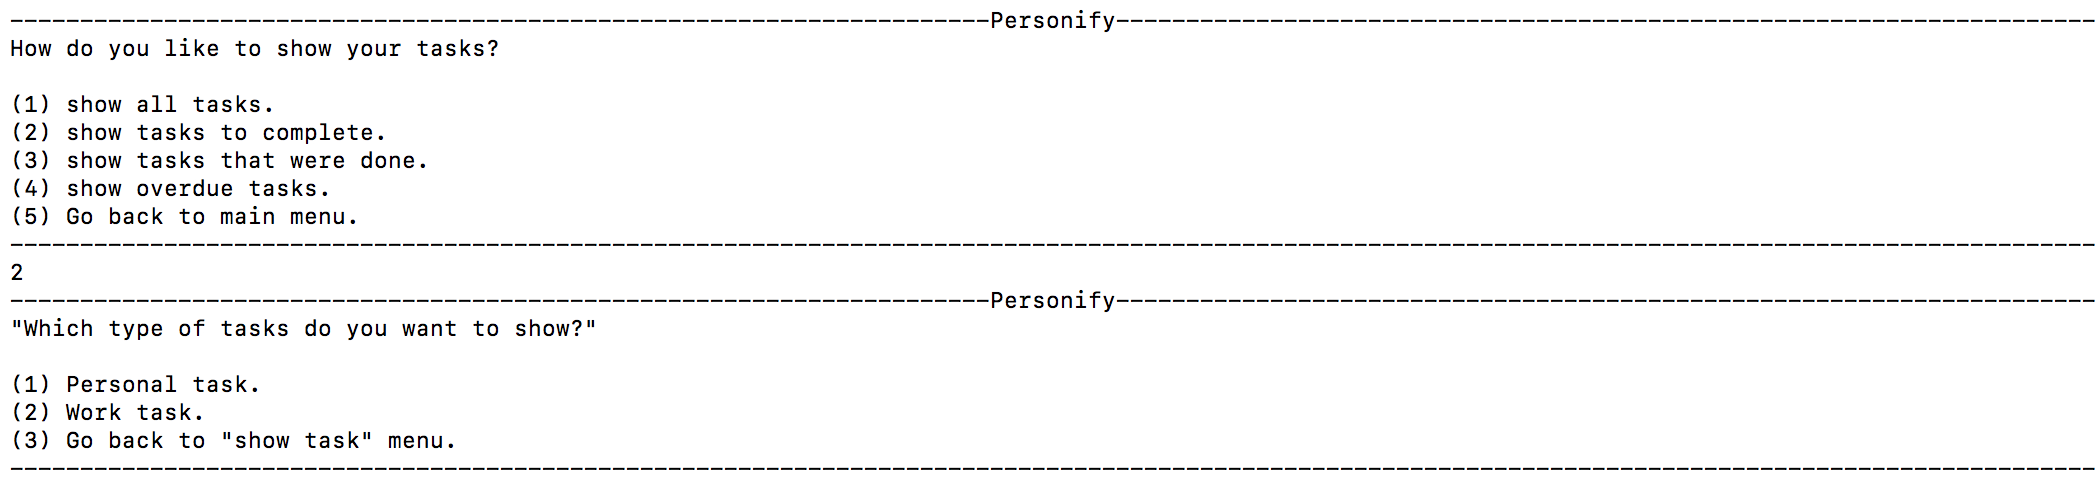 ----------------------------------------------------------------------Personify----------------------------------------------------------------------
How do you like to show your tasks?

(1) show all tasks.
(2) show tasks to complete.
(3) show tasks that were done.
(4) show overdue tasks.
(5) Go back to main menu.
-----------------------------------------------------------------------------------------------------------------------------------------------------
2
----------------------------------------------------------------------Personify----------------------------------------------------------------------
"Which type of tasks do you want to show?"

(1) Personal task.
(2) Work task.
(3) Go back to "show task" menu.
-----------------------------------------------------------------------------------------------------------------------------------------------------